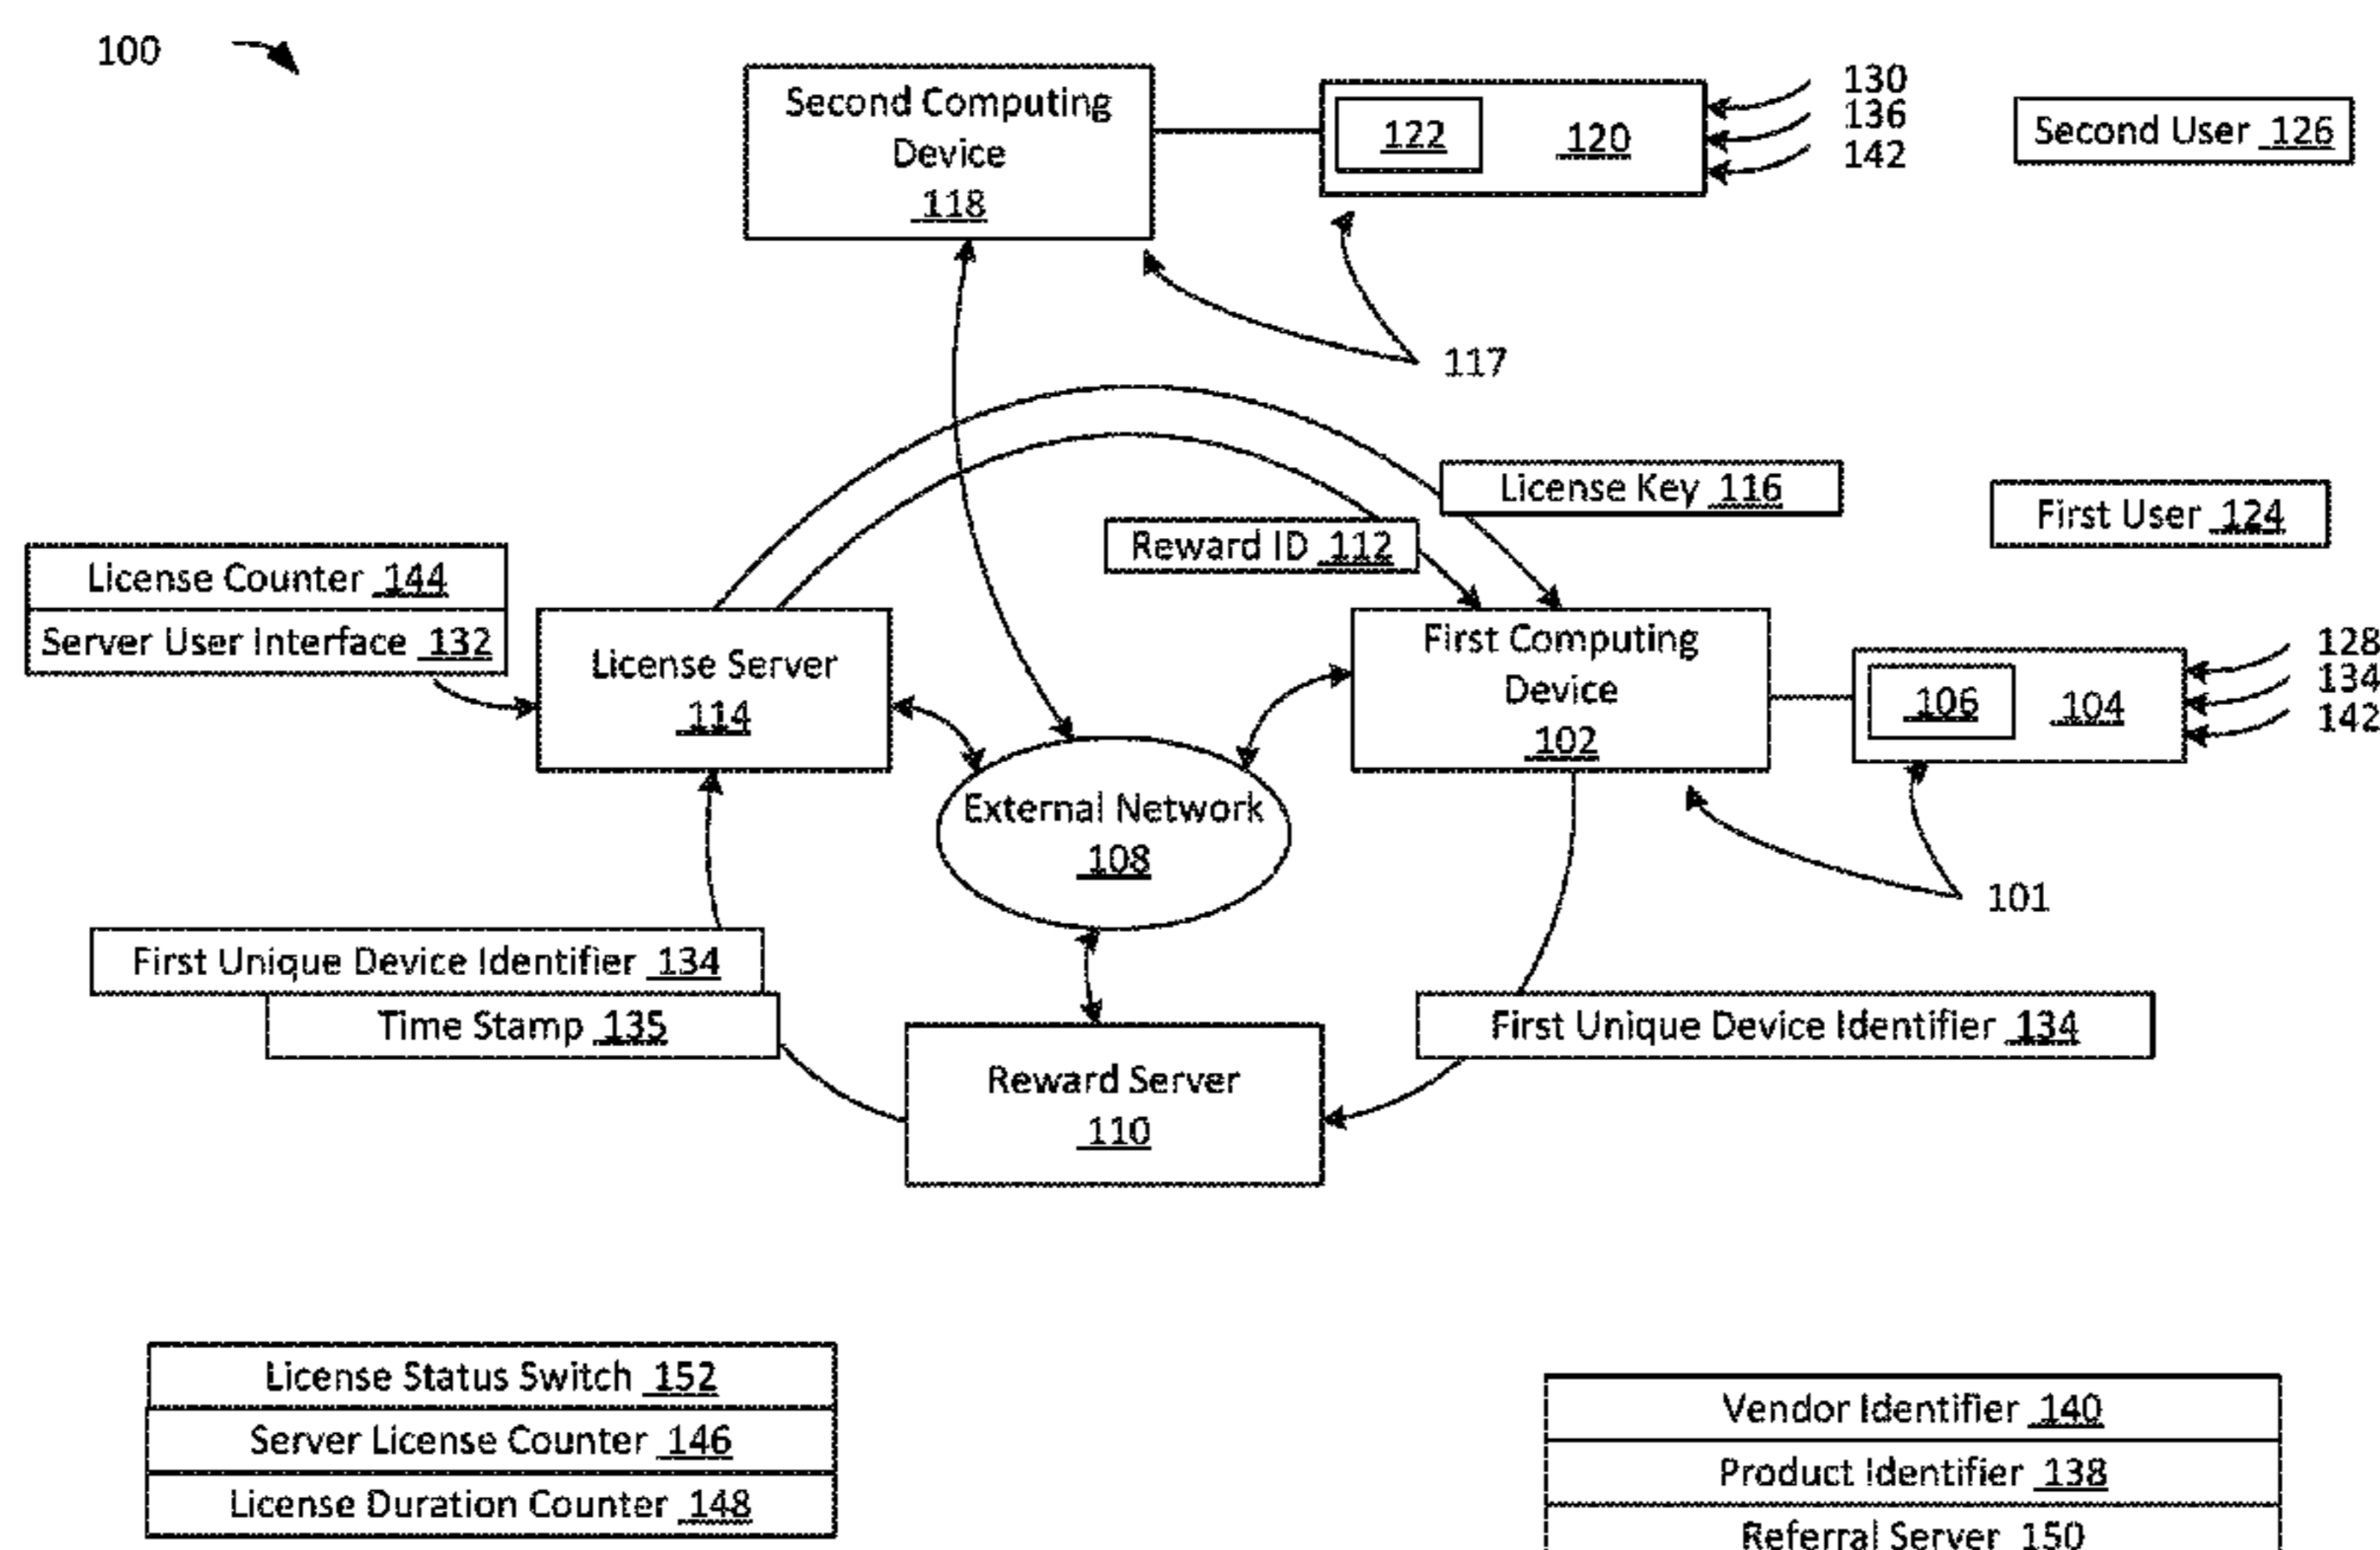 100
Second Computing
Device
118
122
120
130
136
142
Second User 126
117
License Key 116
Reward ID 112
First User 124
License Counter 144
Server User Interface 132
License Server
114
First Computing
Device
102
106
104
128
134
142
External Network
108
101
First Unique Device Identifier 134
Time Stamp 135
First Unique Device Identifier 134
Reward Server
110
License Status Switch 152
Server License Counter 146
License Duration Counter 148
Vendor Identifier 140
Product Identifier 138
Referral Server 150